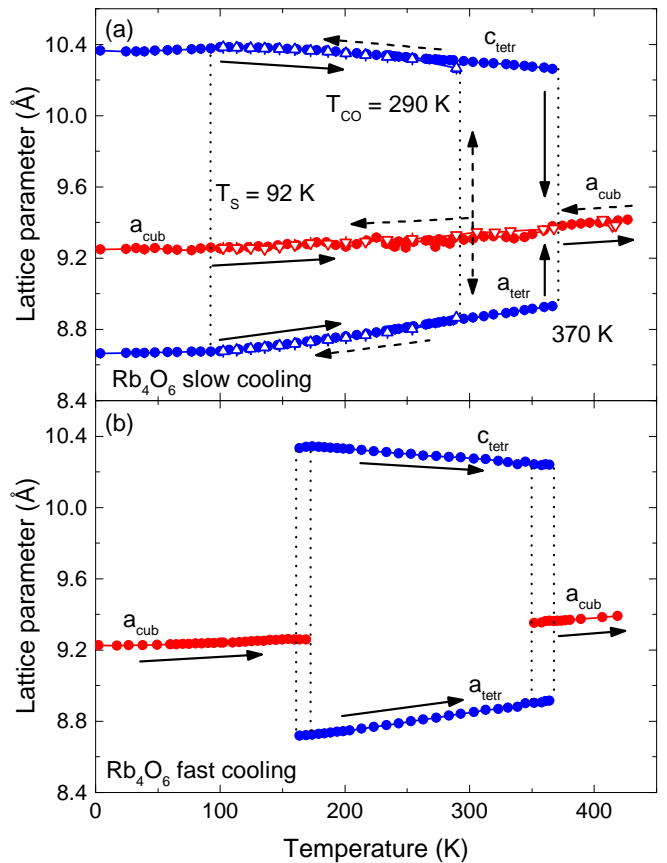 (a)
10.4
c_tetr
T_CO = 290 K
10.0
Lattice parameter (Å)
9.6
T_S = 92 K
a_cub
a_cub
9.2
a_tetr
8.8
370 K
Rb₄O₆ slow cooling
8.4
(b)
10.4
c_tetr
10.0
Lattice parameter (Å)
9.6
a_cub
a_cub
9.2
a_tetr
8.8
Rb₄O₆ fast cooling
8.4
0 100 200 300 400
Temperature (K)